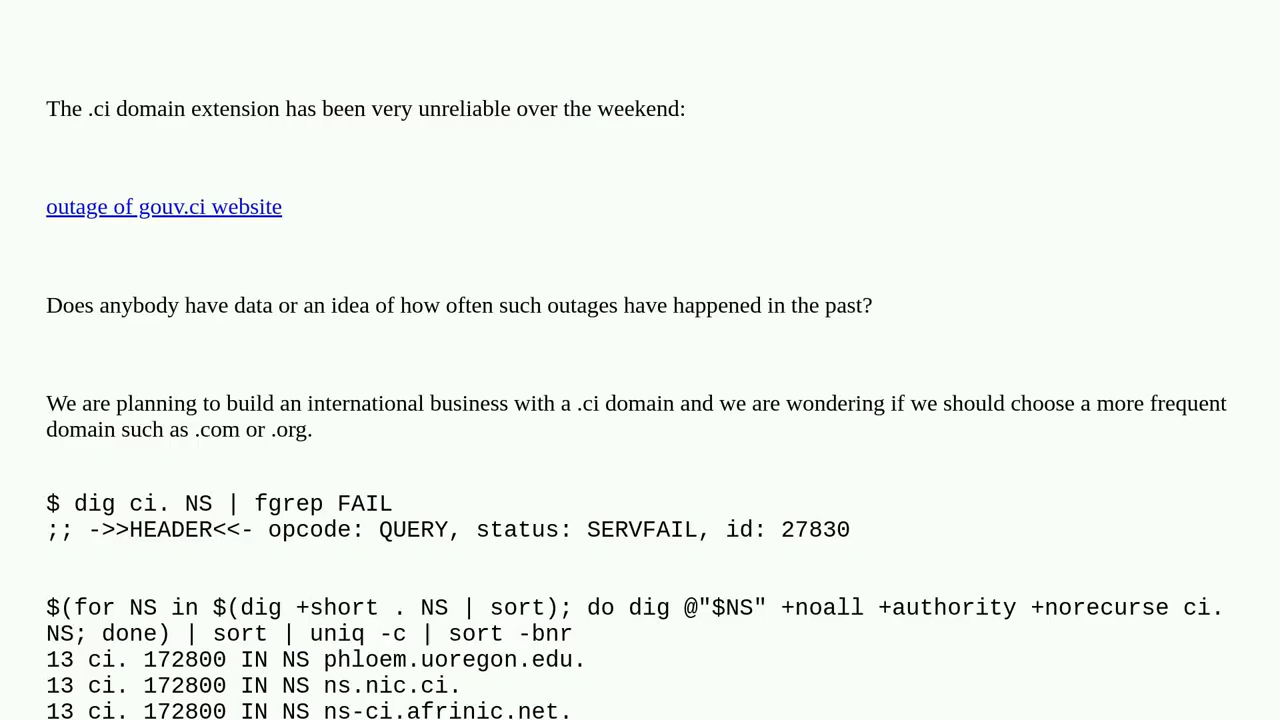 The .ci domain extension has been very unreliable over the weekend:
outage of gouv.ci website
Does anybody have data or an idea of how often such outages have happened in the past?
We are planning to build an international business with a .ci domain and we are wondering if we should choose a more frequent
domain such as .com or .org.
$ dig ci. NS | fgrep FAIL
;; ->>HEADER<<- opcode: QUERY, status: SERVFAIL, id: 27830
$(for NS in $(dig +short . NS | sort); do dig @"$NS" +noall +authority +norecurse ci.
NS; done) | sort | uniq -c | sort -bnr
13 ci. 172800 IN NS phloem.uoregon.edu.
13 ci. 172800 IN NS ns.nic.ci.
13 ci. 172800 IN NS ns-ci.afrinic.net.